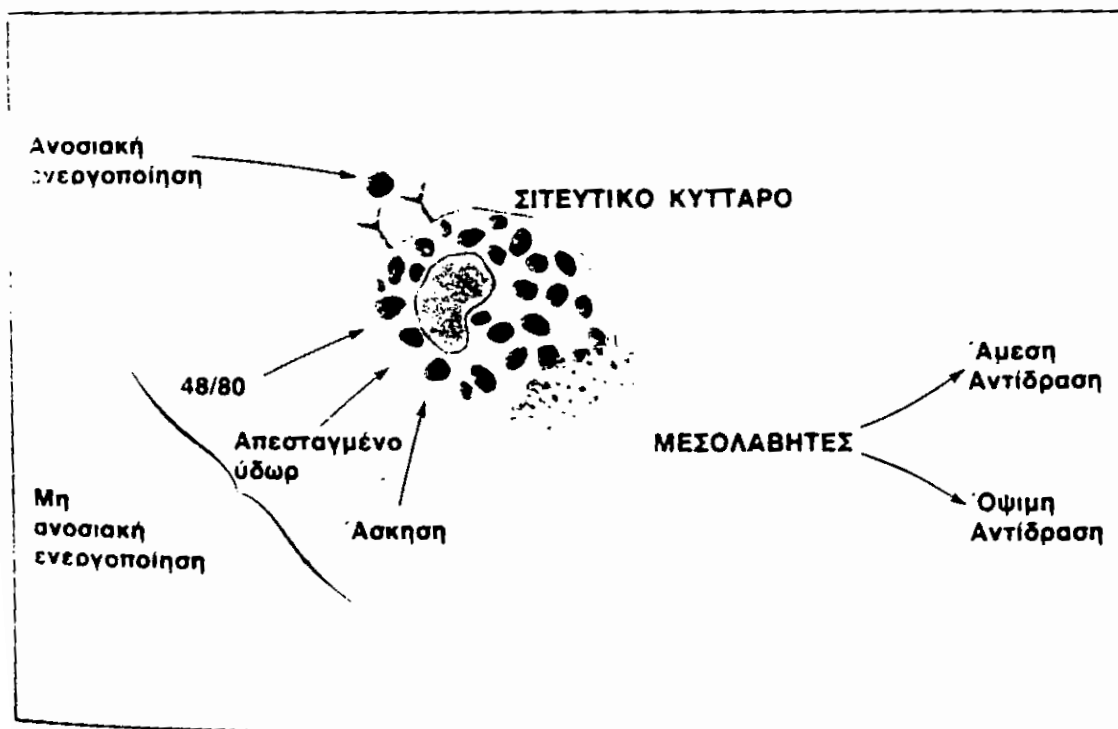 Ανοσιακή
ενεργοποίηση
ΣΙΤΕΥΤΙΚΟ ΚΥΤΤΑΡΟ
48/80
Απεσταγμένο
ύδωρ
Άσκηση
Μη
ανοσιακή
ενεργοποίηση
ΜΕΣΟΛΑΒΗΤΕΣ
Άμεση
Αντίδραση
Όψιμη
Αντίδραση